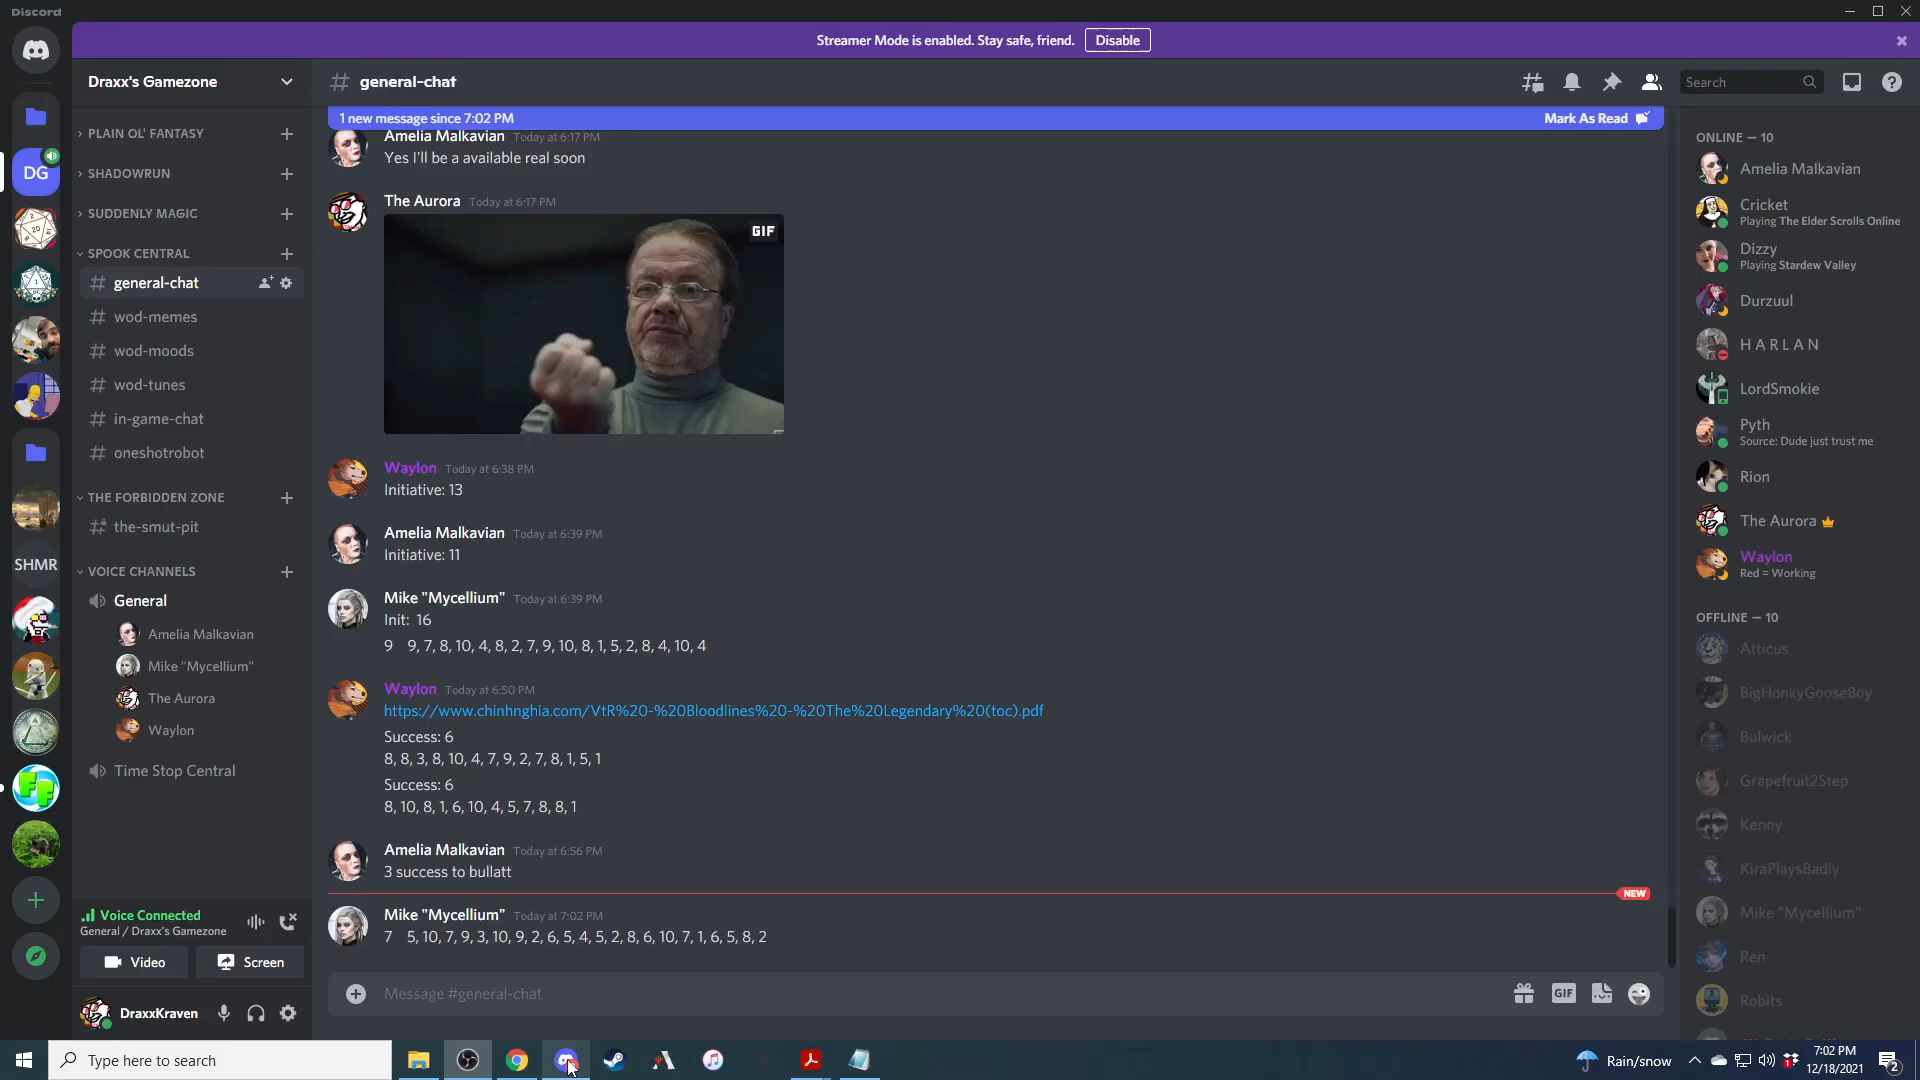 Discord
Streamer Mode is enabled. Stay safe, friend. Disable
Draxx's Gamezone
general-chat
Search
1 new message since 7:02 PM
Mark As Read
PLAIN OL' FANTASY
SHADOWRUN
SUDDENLY MAGIC
SPOOK CENTRAL
general-chat
wod-memes
wod-moods
wod-tunes
in-game-chat
oneshotrobot
THE FORBIDDEN ZONE
the-smut-pit
VOICE CHANNELS
General
Amelia Malkavian
Mike "Mycellium"
The Aurora
Waylon
Time Stop Central
DG
SHMR
FF
Voice Connected
General / Draxx's Gamezone
Video
Screen
DraxxKraven
Amelia Malkavian Today at 6:17 PM
Yes I'll be a available real soon
The Aurora Today at 6:17 PM
GIF
Waylon Today at 6:38 PM
Initiative: 13
Amelia Malkavian Today at 6:39 PM
Initiative: 11
Mike "Mycellium" Today at 6:39 PM
Init: 16
9 9, 7, 8, 10, 4, 8, 2, 7, 9, 10, 8, 1, 5, 2, 8, 4, 10, 4
Waylon Today at 6:50 PM
https://www.chinhnghia.com/VtR%20-%20Bloodlines%20-%20The%20Legendary%20(toc).pdf
Success: 6
8, 8, 3, 8, 10, 4, 7, 9, 2, 7, 8, 1, 5, 1
Success: 6
8, 10, 8, 1, 6, 10, 4, 5, 7, 8, 8, 1
Amelia Malkavian Today at 6:56 PM
3 success to bullatt
NEW
Mike "Mycellium" Today at 7:02 PM
7 5, 10, 7, 9, 3, 10, 9, 2, 6, 5, 4, 5, 2, 8, 6, 10, 7, 1, 6, 5, 8, 2
Message #general-chat
GIF
ONLINE — 10
Amelia Malkavian
Cricket
Playing The Elder Scrolls Online
Dizzy
Playing Stardew Valley
Durzuul
H A R L A N
LordSmokie
Pyth
Source: Dude just trust me
Rion
The Aurora
Waylon
Red = Working
OFFLINE — 10
Atticus
BigHonkyGooseBoy
Bulwick
Grapefruit2Step
Kenny
KiraPlaysBadly
Mike "Mycellium"
Ren
Robits
Type here to search
Rain/snow
7:02 PM
12/18/2021
2